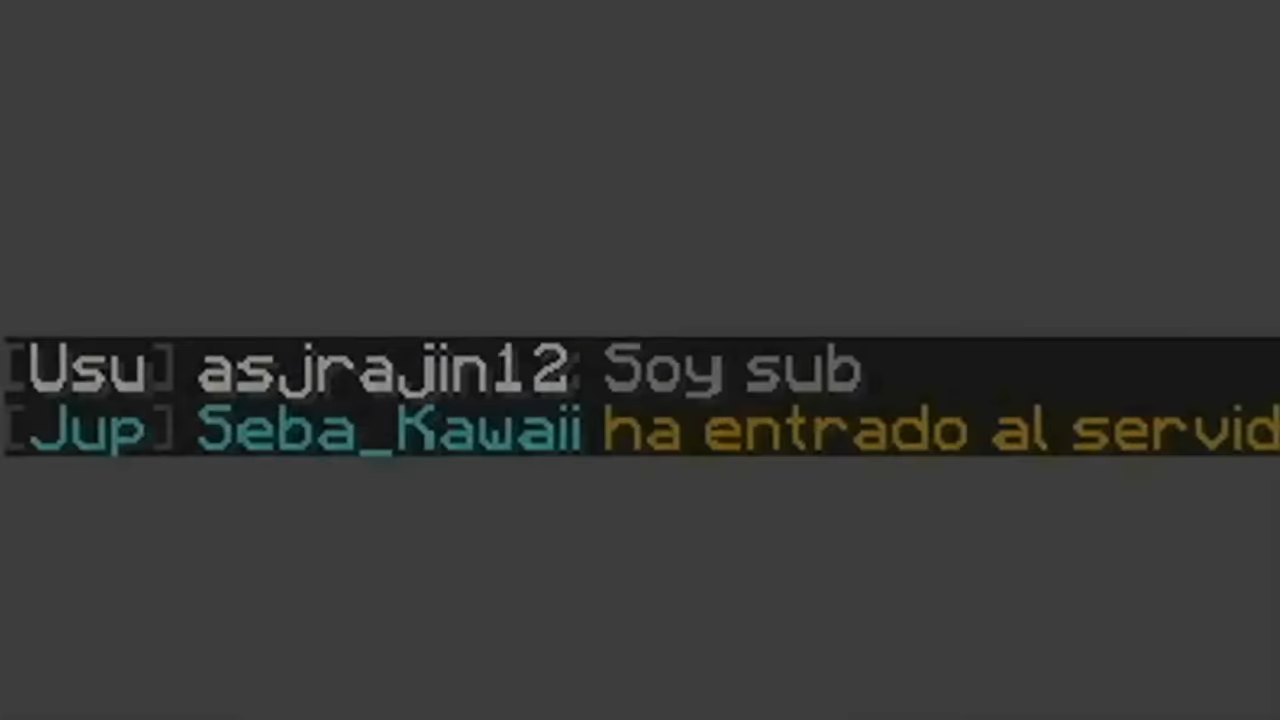 [Usu] asjrajin12: Soy sub
[Jup] Seba_Kawaii ha entrado al servid